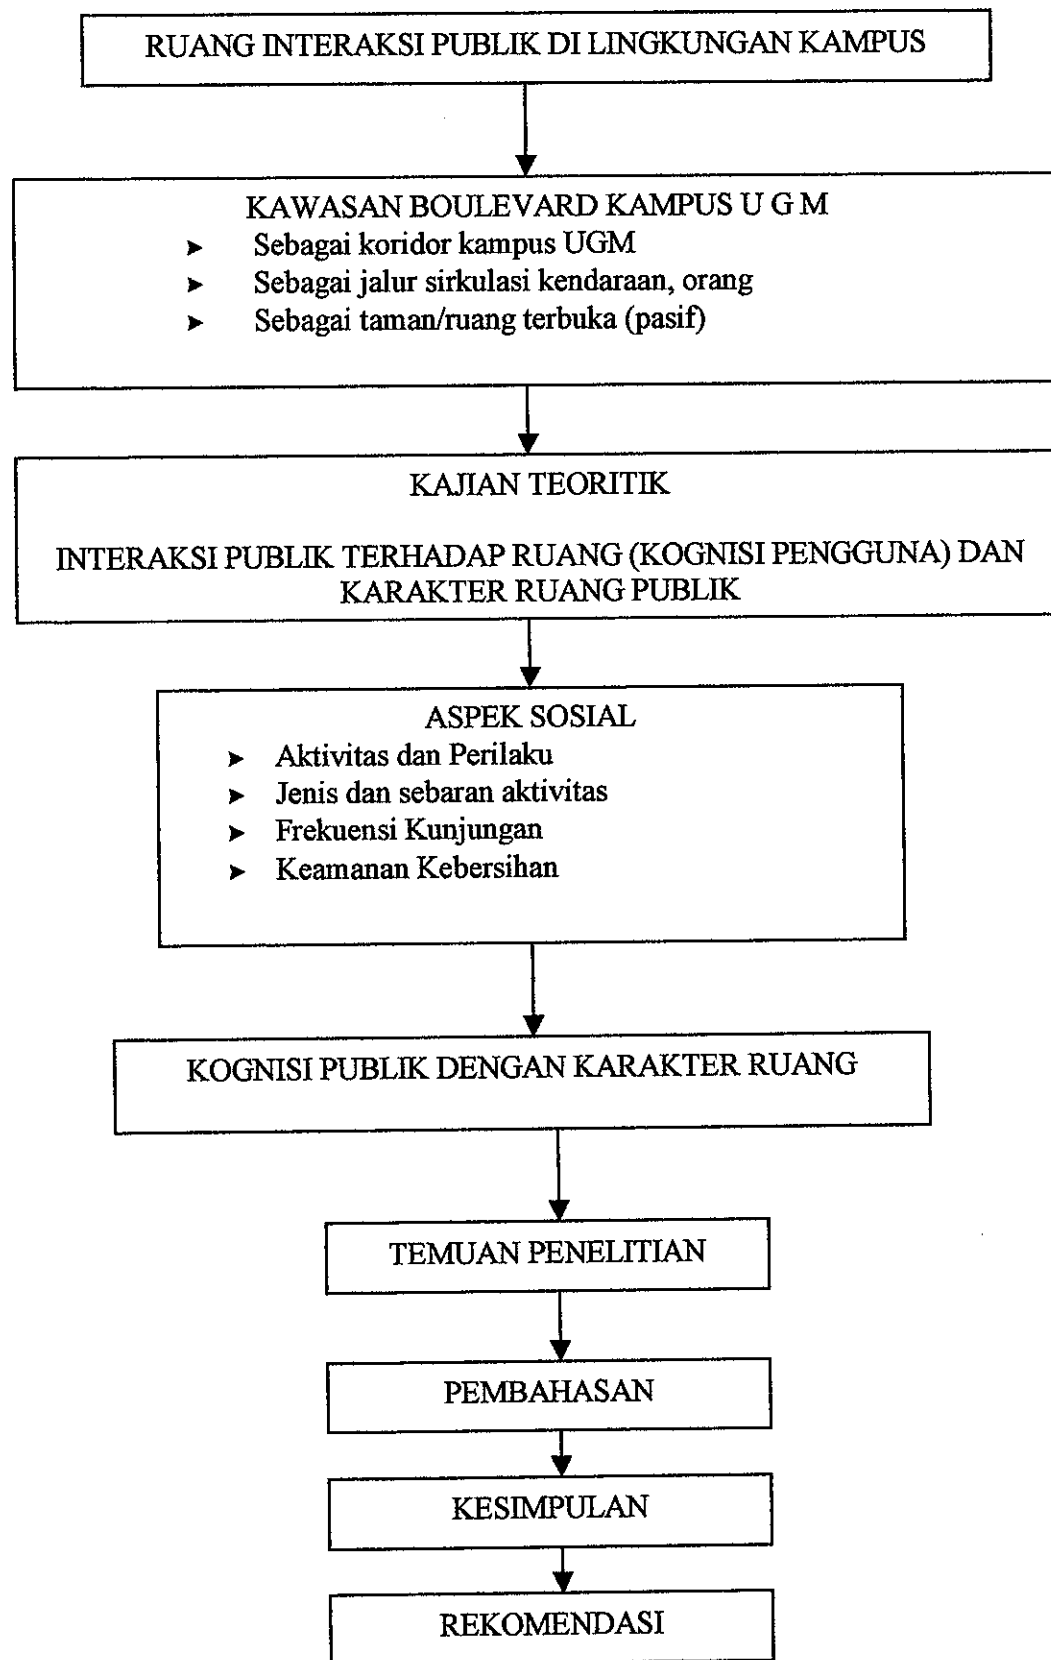 RUANG INTERAKSI PUBLIK DI LINGKUNGAN KAMPUS
KAWASAN BOULEVARD KAMPUS U G M
➤ Sebagai koridor kampus UGM
➤ Sebagai jalur sirkulasi kendaraan, orang
➤ Sebagai taman/ruang terbuka (pasif)
KAJIAN TEORITIK
INTERAKSI PUBLIK TERHADAP RUANG (KOGNISI PENGGUNA) DAN
KARAKTER RUANG PUBLIK
ASPEK SOSIAL
➤ Aktivitas dan Perilaku
➤ Jenis dan sebaran aktivitas
➤ Frekuensi Kunjungan
➤ Keamanan Kebersihan
KOGNISI PUBLIK DENGAN KARAKTER RUANG
TEMUAN PENELITIAN
PEMBAHASAN
KESIMPULAN
REKOMENDASI